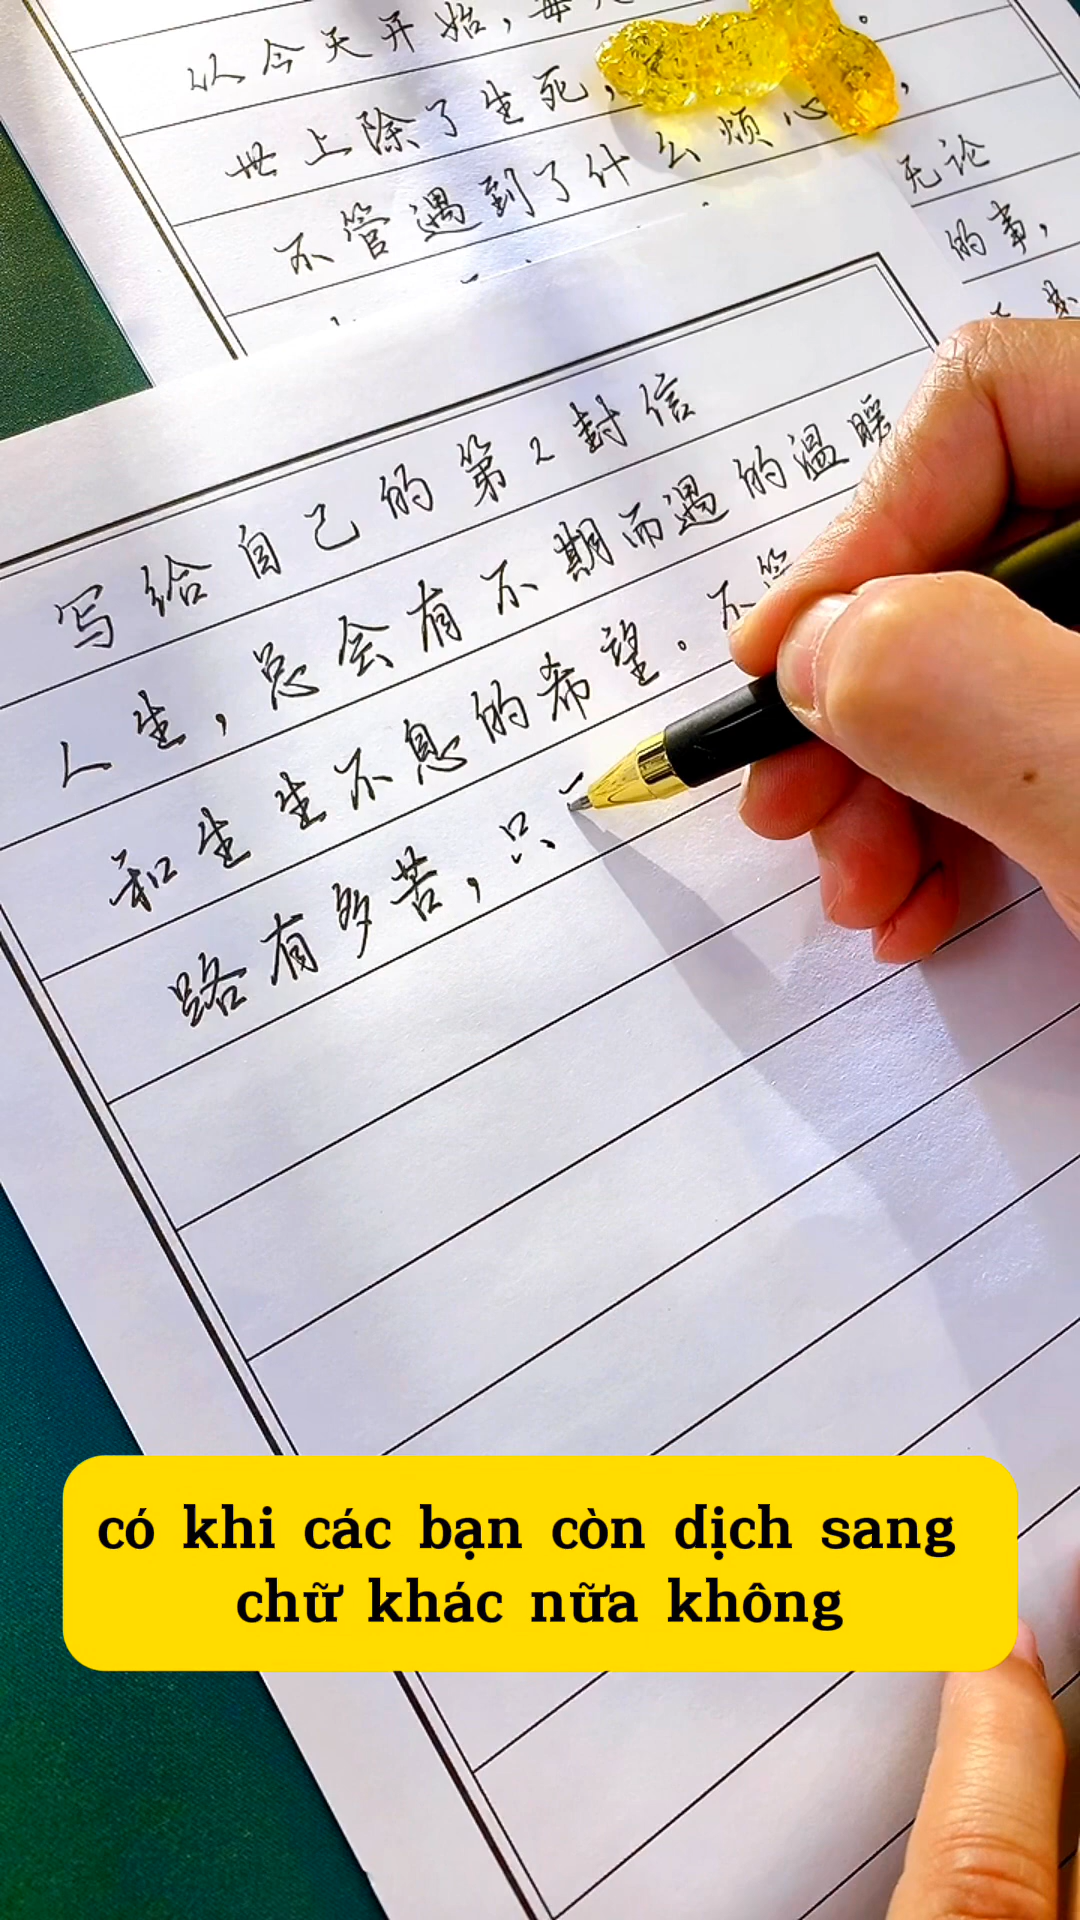 以今天开始，每
世上除了生死，
不管遇到了什么烦心，
无论
的事，
写给自己的第2封信
人生，总会有不期而遇的温暖
和生生不息的希望。不管
路有多苦，只
có khi các bạn còn dịch sang
chữ khác nữa không